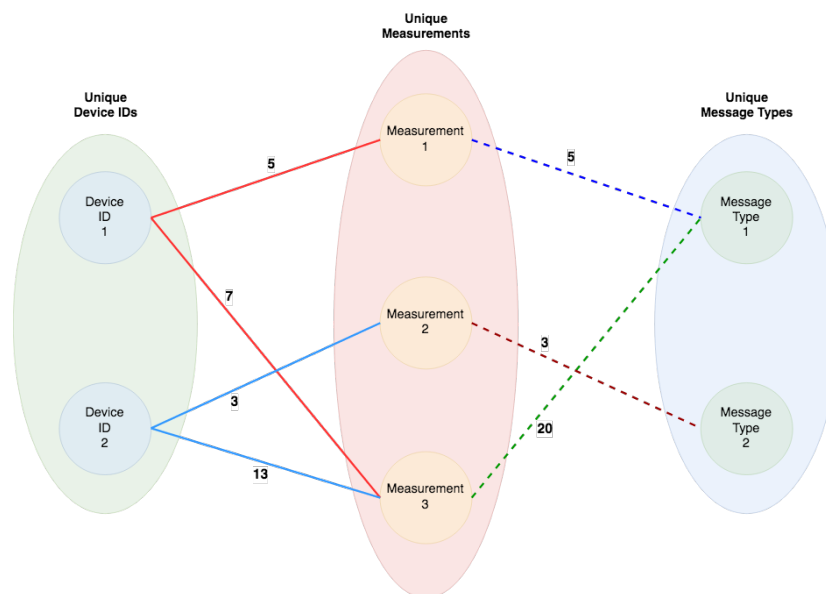 Unique
Measurements
Unique
Device IDs
Unique
Message Types
Measurement
1
5
5
Device
ID
1
Message
Type
1
7
Measurement
2
3
3
Device
ID
2
Message
Type
2
20
13
Measurement
3